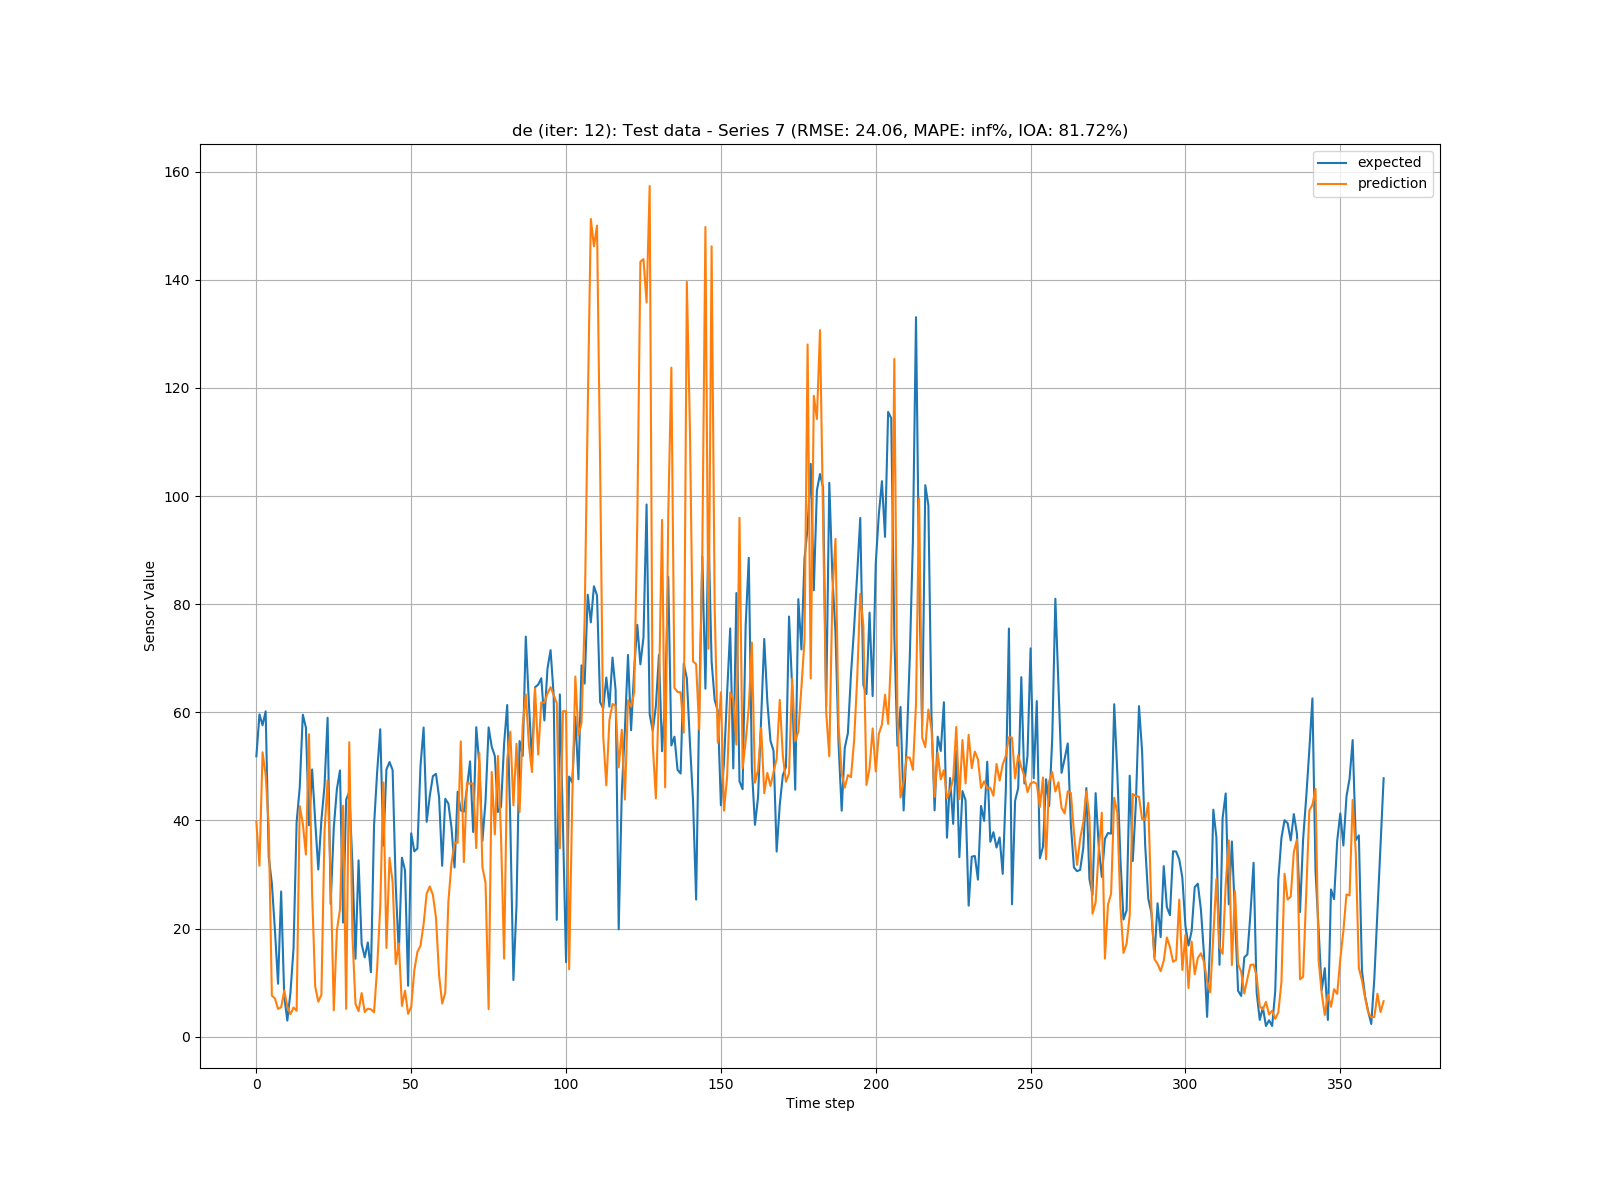 de (iter: 12): Test data - Series 7 (RMSE: 24.06, MAPE: inf%, IOA: 81.72%)
expected
prediction
160
140
120
100
80
60
40
20
0
Sensor Value
0 50 100 150 200 250 300 350
Time step